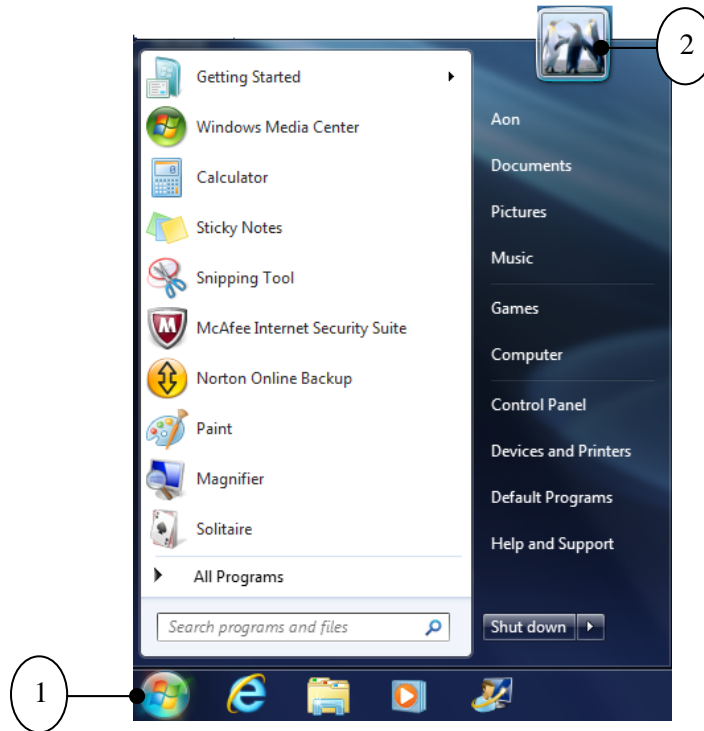 2
Getting Started
Windows Media Center
Calculator
Sticky Notes
Snipping Tool
McAfee Internet Security Suite
Norton Online Backup
Paint
Magnifier
Solitaire
All Programs
Search programs and files
Aon
Documents
Pictures
Music
Games
Computer
Control Panel
Devices and Printers
Default Programs
Help and Support
Shut down
1